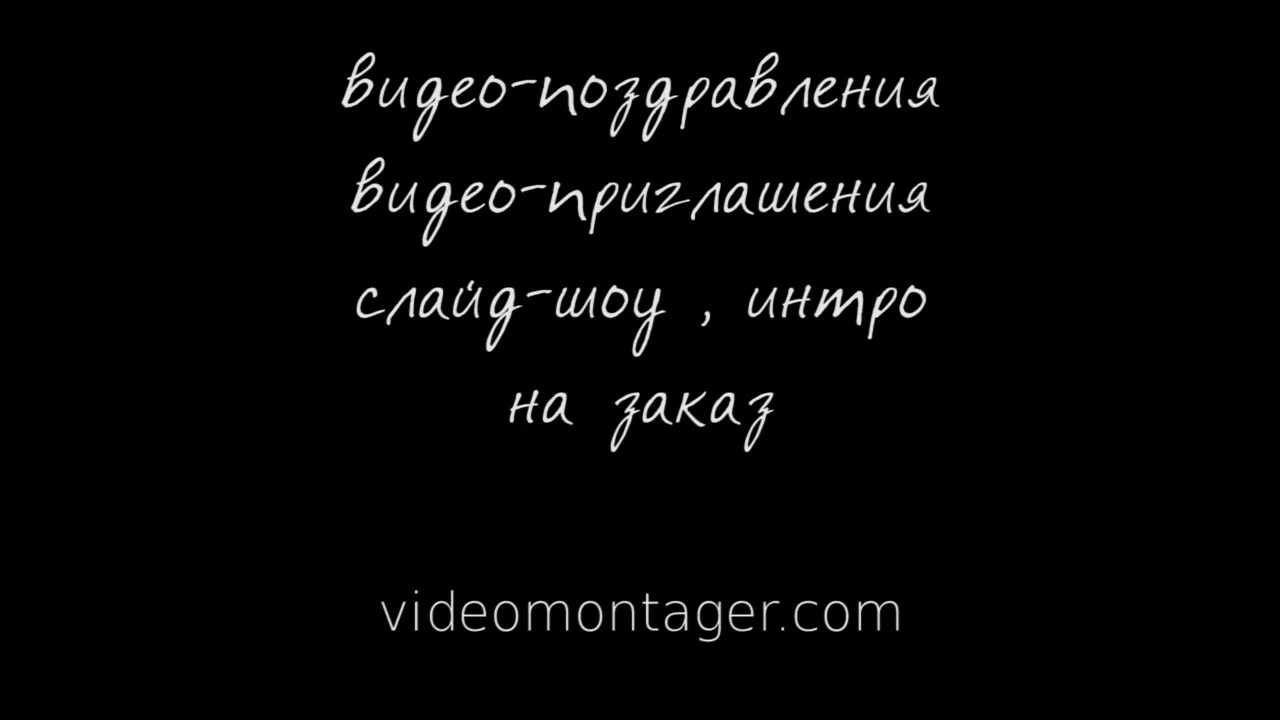 видео-поздравления
видео-приглашения
слайд-шоу , интро
на заказ
videomontager.com